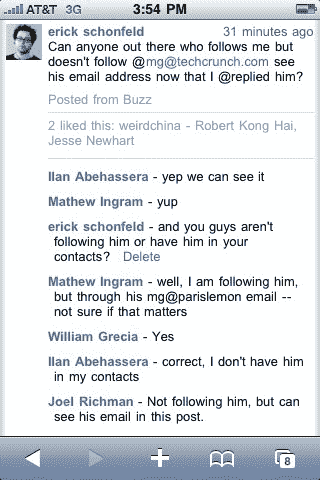 AT&T 3G 3:54 PM
erick schonfeld 31 minutes ago
Can anyone out there who follows me but
doesn't follow @mg@techcrunch.com see
his email address now that I @replied him?
Posted from Buzz
2 liked this: weirdchina - Robert Kong Hai,
Jesse Newhart
Ilan Abehassera - yep we can see it
Mathew Ingram - yup
erick schonfeld - and you guys aren't
following him or have him in your
contacts? Delete
Mathew Ingram - well, I am following him,
but through his mg@parislemon email --
not sure if that matters
William Grecia - Yes
Ilan Abehassera - correct, I don't have him
in my contacts
Joel Richman - Not following him, but can
see his email in this post.
8